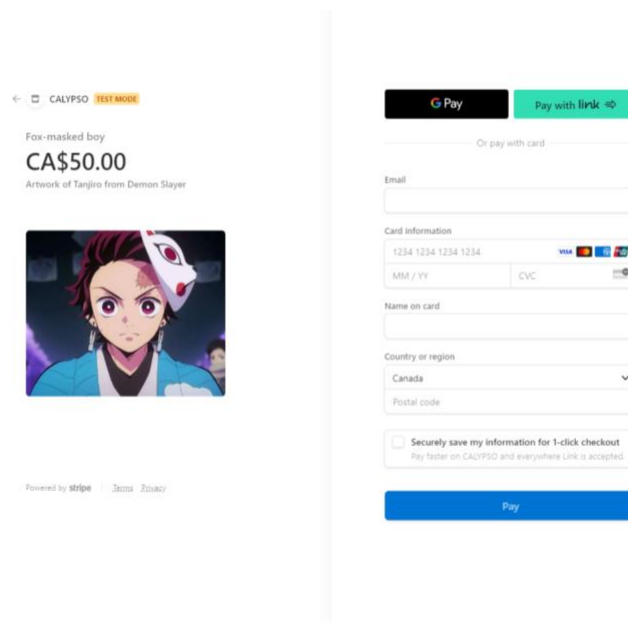 CALYPSO TEST MODE
Fox-masked boy
CA$50.00
Artwork of Tanjiro from Demon Slayer
Powered by stripe Terms Privacy
G Pay
Pay with link
Or pay with card
Email
Card information
1234 1234 1234 1234 VISA
MM / YY CVC
Name on card
Country or region
Canada
Postal code
Securely save my information for 1-click checkout
Pay faster on CALYPSO and everywhere Link is accepted.
Pay